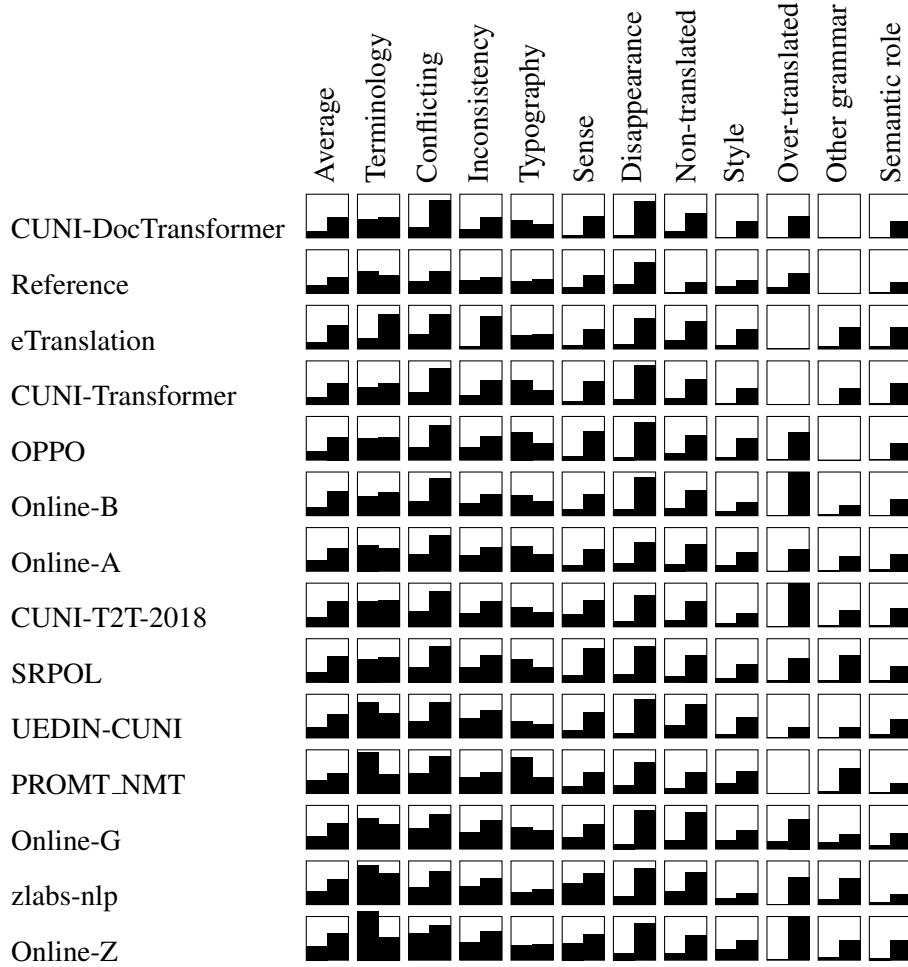 Average
Terminology
Conflicting
Inconsistency
Typography
Sense
Disappearance
Non-translated
Style
Over-translated
Other grammar
Semantic role
CUNI-DocTransformer
Reference
eTranslation
CUNI-Transformer
OPPO
Online-B
Online-A
CUNI-T2T-2018
SRPOL
UEDIN-CUNI
PROMT_NMT
Online-G
zlabs-nlp
Online-Z